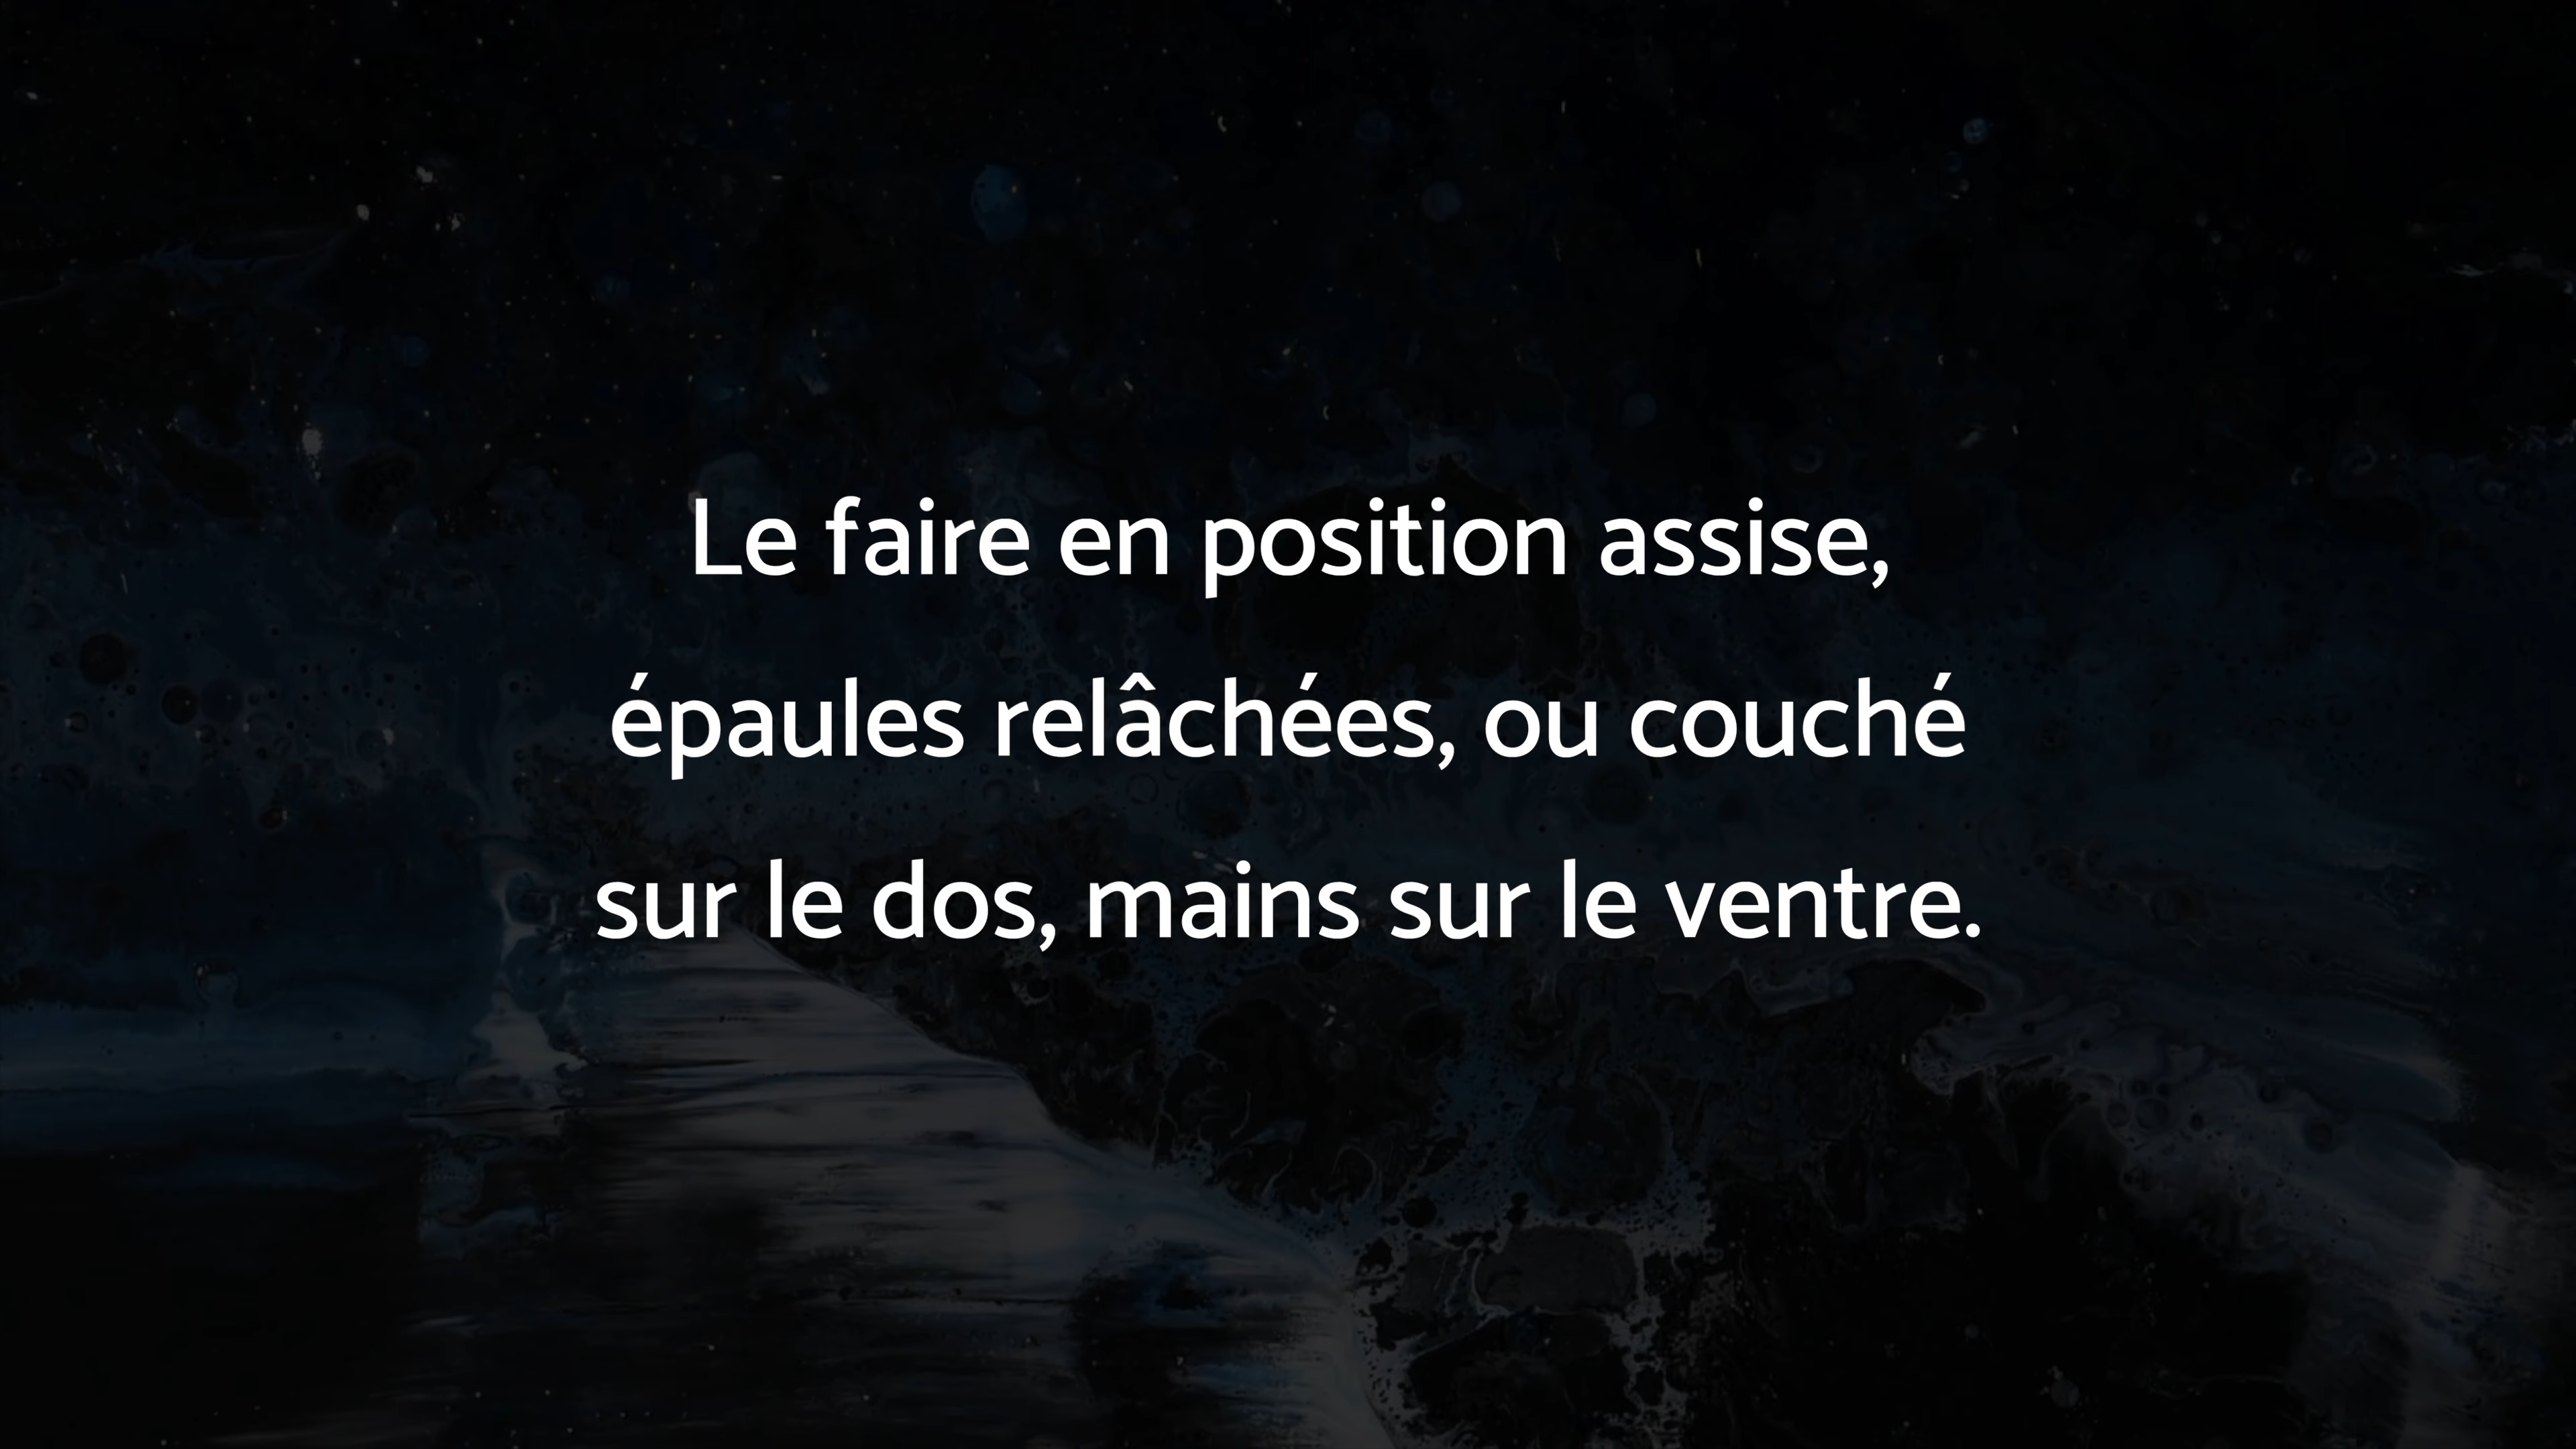 Le faire en position assise,
épaules relâchées, ou couché
sur le dos, mains sur le ventre.